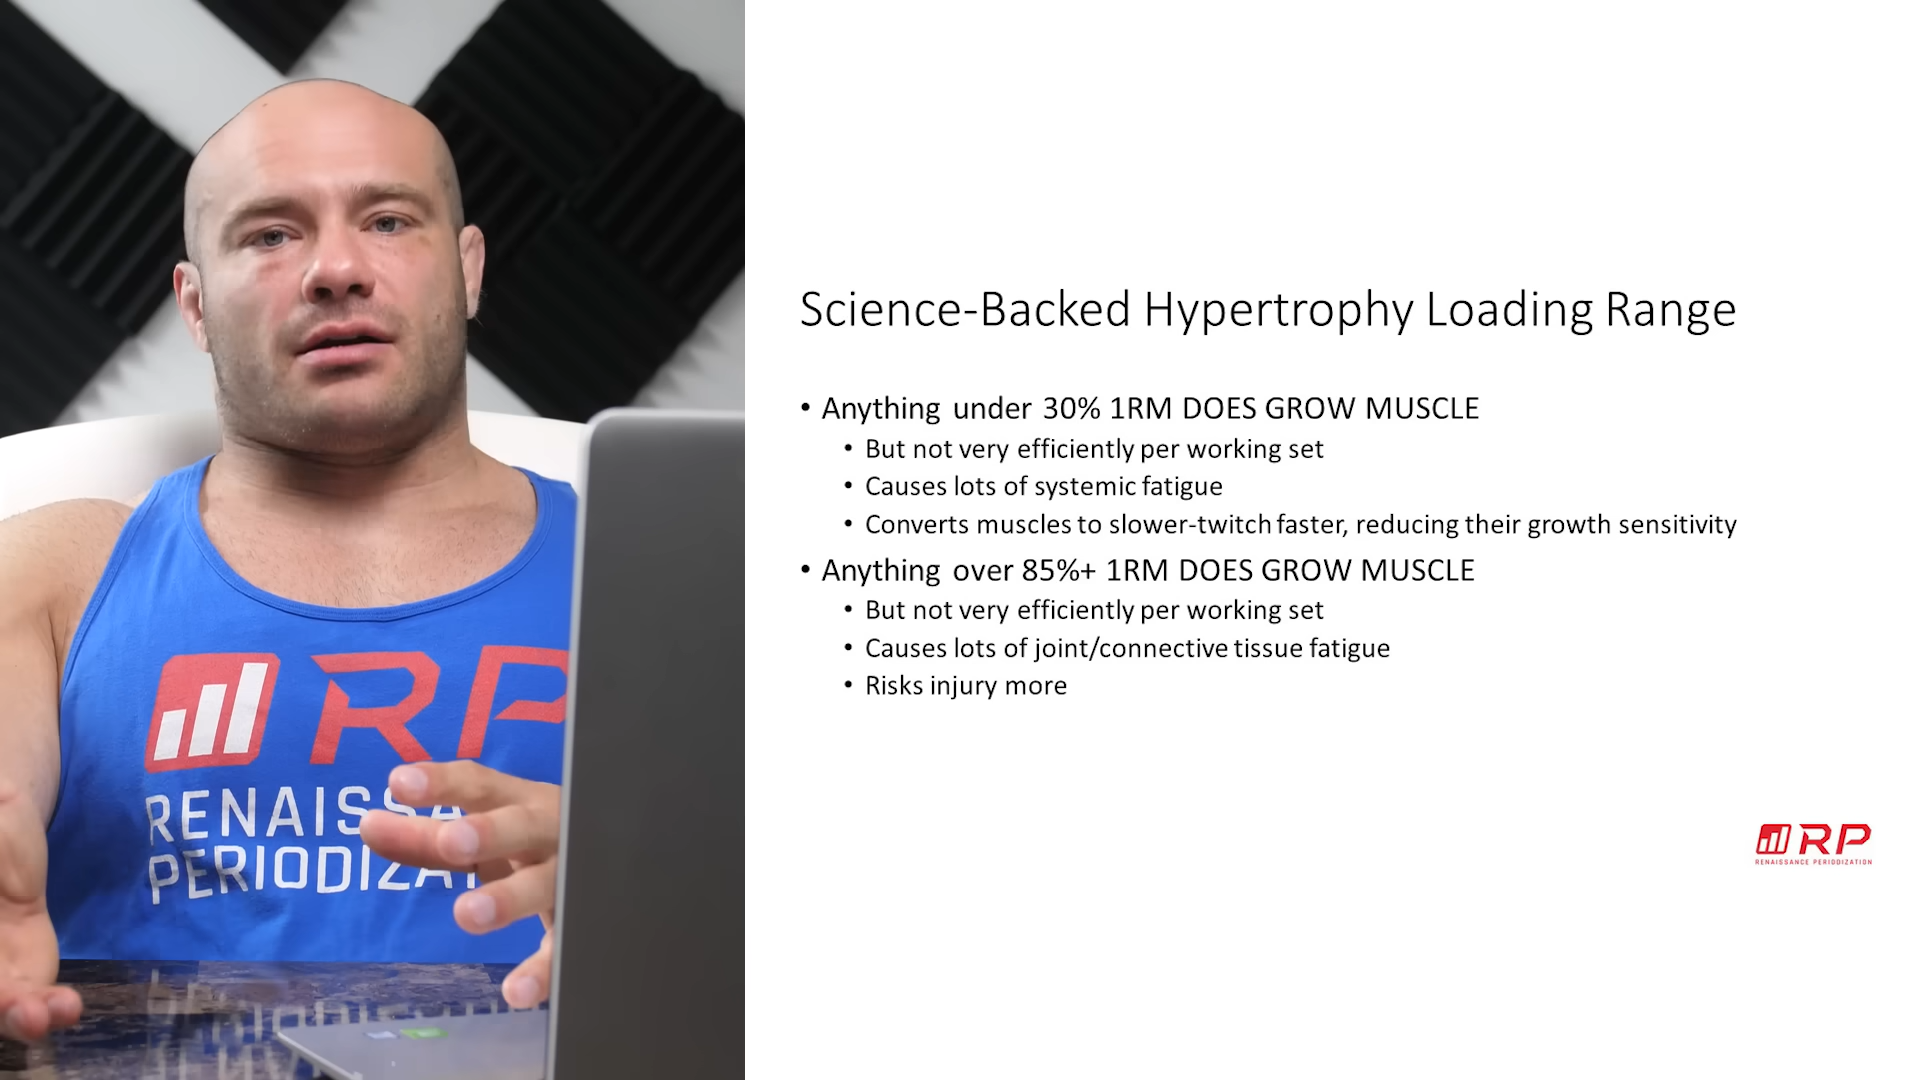 Science-Backed Hypertrophy Loading Range
• Anything under 30% 1RM DOES GROW MUSCLE
• But not very efficiently per working set
• Causes lots of systemic fatigue
• Converts muscles to slower-twitch faster, reducing their growth sensitivity
• Anything over 85%+ 1RM DOES GROW MUSCLE
• But not very efficiently per working set
• Causes lots of joint/connective tissue fatigue
• Risks injury more
RP
RENAISSANCE PERIODIZATION
RP
RENAISSA
PERIODIZAT